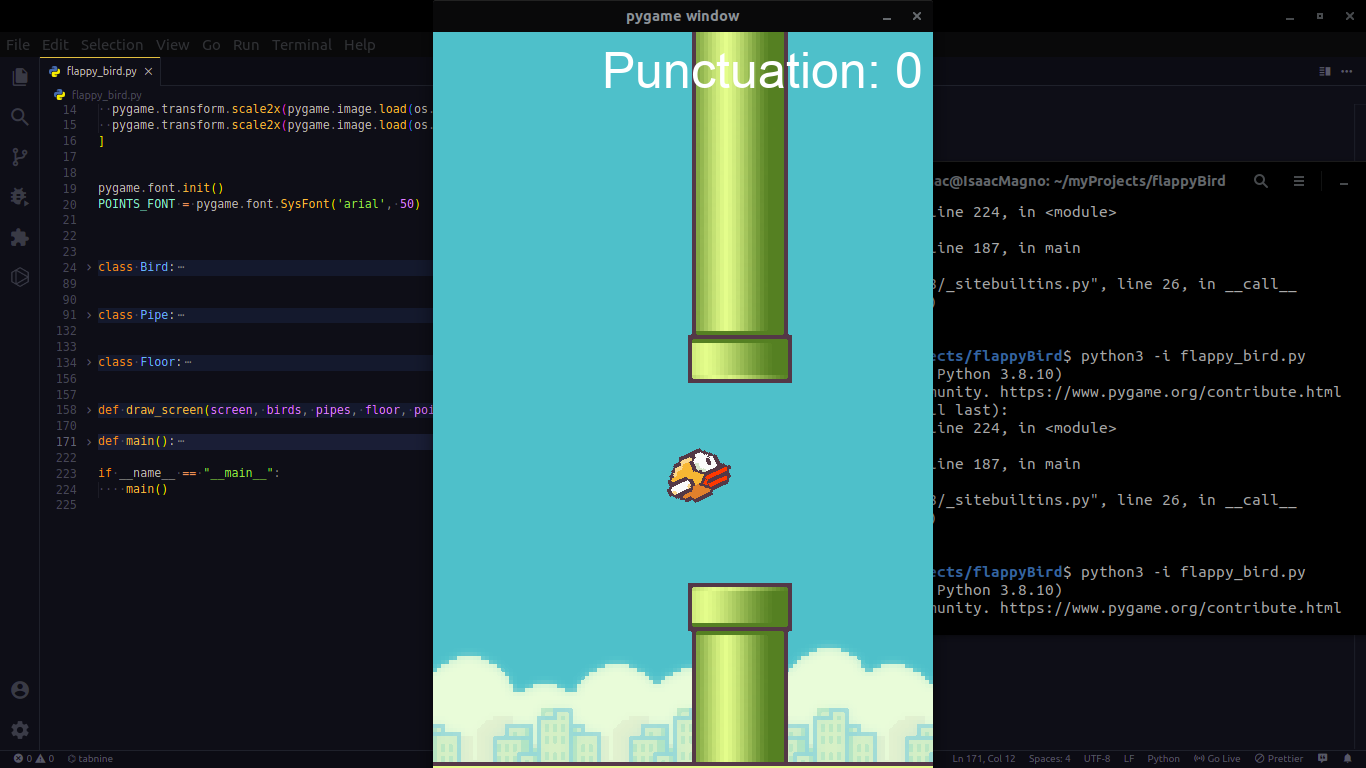 pygame window
File Edit Selection View Go Run Terminal Help
flappy_bird.py
flappy_bird.py
14 pygame.transform.scale2x(pygame.image.load(os.
15 pygame.transform.scale2x(pygame.image.load(os.
16 ]
17
18
19 pygame.font.init()
20 POINTS_FONT = pygame.font.SysFont('arial', 50)
21
22
23
24 class Bird:
89
90
91 class Pipe:
132
133
134 class Floor:
156
157
158 def draw_screen(screen, birds, pipes, floor, poi
170
171 def main():
222
223 if __name__ == "__main__":
224 main()
225
Punctuation: 0
ac@IsaacMagno: ~/myProjects/flappyBird
ine 224, in <module>
ine 187, in main
/_sitebuiltins.py", line 26, in __call__
ects/flappyBird$ python3 -i flappy_bird.py
Python 3.8.10)
munity. https://www.pygame.org/contribute.html
ll last):
ine 224, in <module>
ine 187, in main
/_sitebuiltins.py", line 26, in __call__
ects/flappyBird$ python3 -i flappy_bird.py
Python 3.8.10)
munity. https://www.pygame.org/contribute.html
0 0 tabnine
Ln 171, Col 12 Spaces: 4 UTF-8 LF Python Go Live Prettier